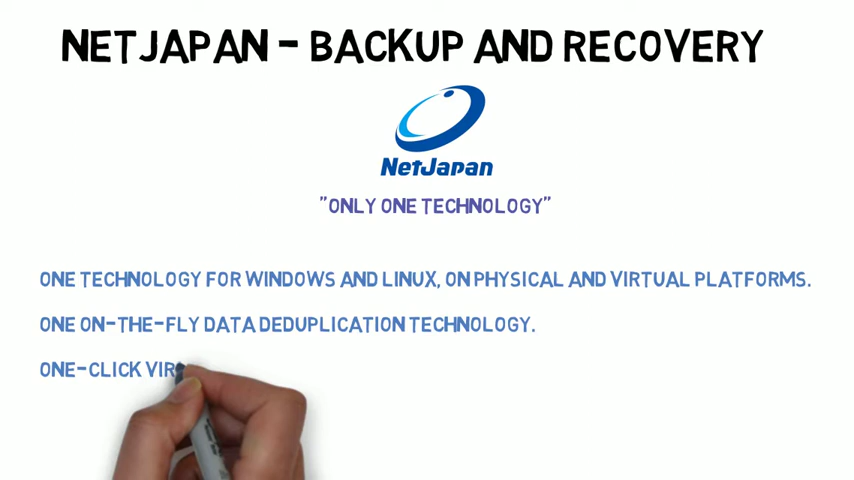 NETJAPAN - BACKUP AND RECOVERY
NetJapan
"ONLY ONE TECHNOLOGY"
ONE TECHNOLOGY FOR WINDOWS AND LINUX, ON PHYSICAL AND VIRTUAL PLATFORMS.
ONE ON-THE-FLY DATA DEDUPLICATION TECHNOLOGY.
ONE-CLICK VIR